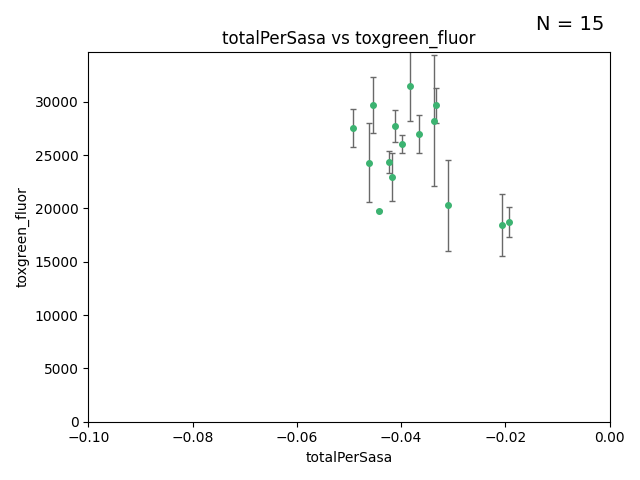 N = 15
totalPerSasa vs toxgreen_fluor
30000
25000
20000
15000
10000
5000
0
toxgreen_fluor
−0.10 −0.08 −0.06 −0.04 −0.02 0.00
totalPerSasa